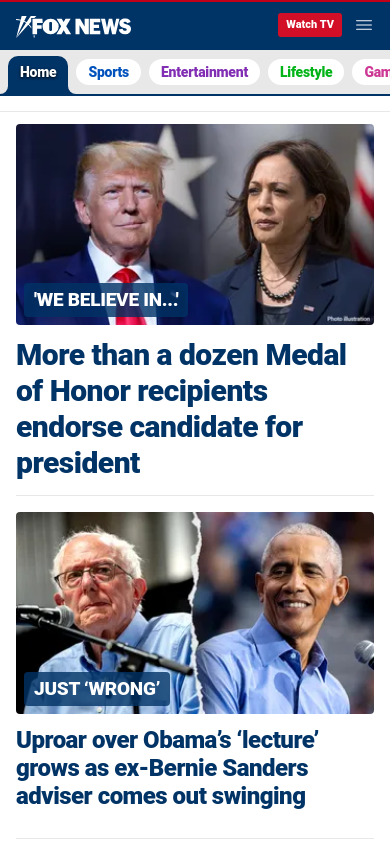 FOX NEWS
Watch TV
Home Sports Entertainment Lifestyle Gam
'WE BELIEVE IN...'
Photo illustration
More than a dozen Medal
of Honor recipients
endorse candidate for
president
JUST ‘WRONG’
Uproar over Obama’s ‘lecture’
grows as ex-Bernie Sanders
adviser comes out swinging